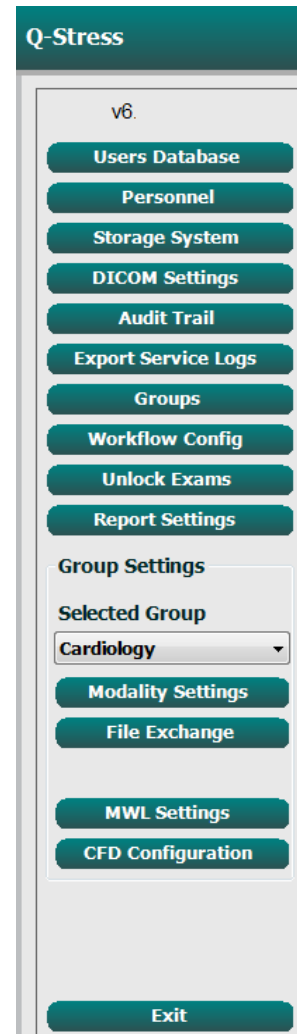 Q-Stress
v6.
Users Database
Personnel
Storage System
DICOM Settings
Audit Trail
Export Service Logs
Groups
Workflow Config
Unlock Exams
Report Settings
Group Settings
Selected Group
Cardiology
Modality Settings
File Exchange
MWL Settings
CFD Configuration
Exit